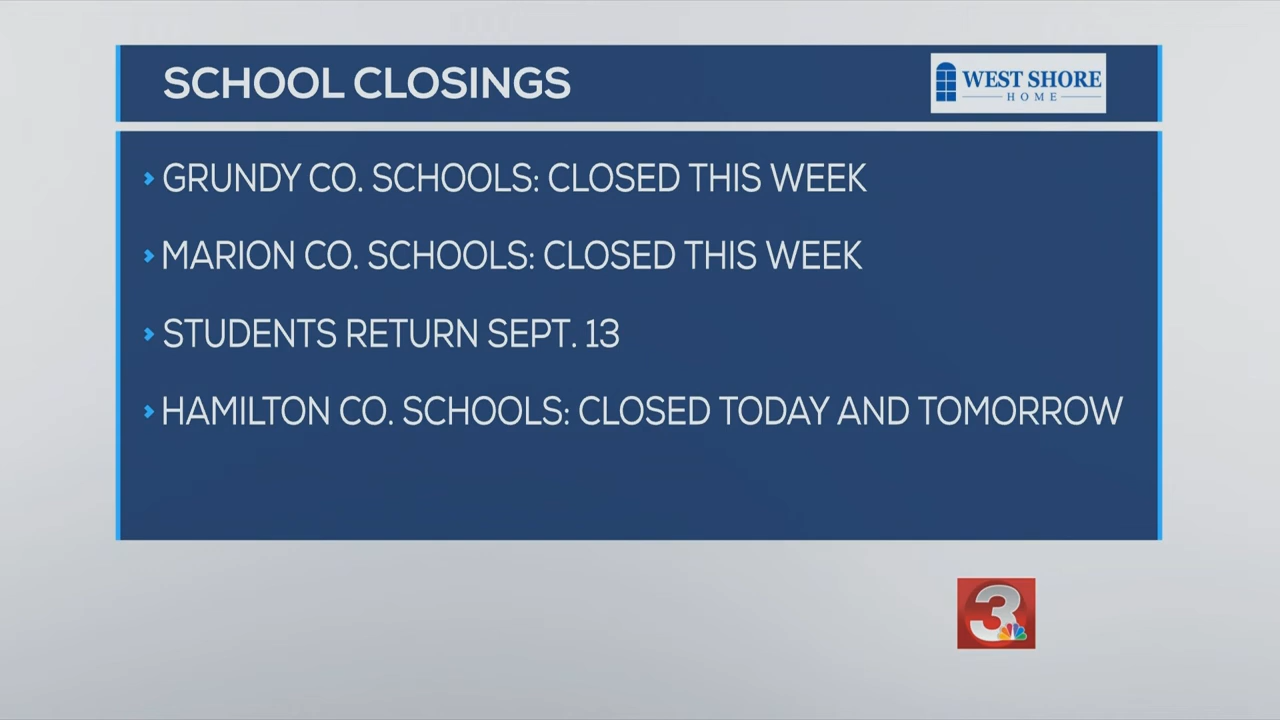 SCHOOL CLOSINGS
WEST SHORE
HOME
GRUNDY CO. SCHOOLS: CLOSED THIS WEEK
MARION CO. SCHOOLS: CLOSED THIS WEEK
STUDENTS RETURN SEPT. 13
HAMILTON CO. SCHOOLS: CLOSED TODAY AND TOMORROW
3